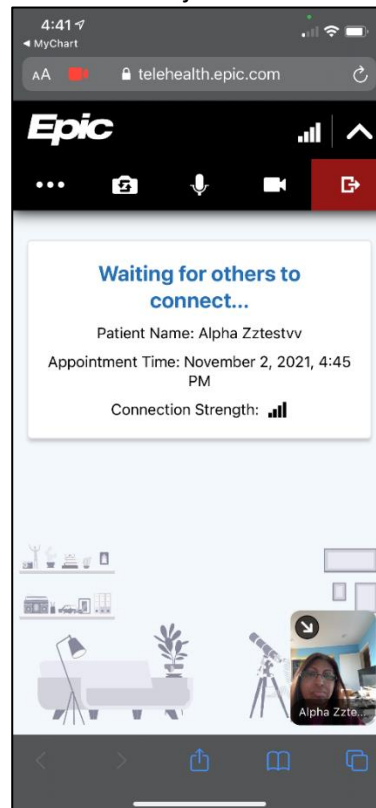 4:41
◀ MyChart
AA telehealth.epic.com
Epic
Waiting for others to
connect...
Patient Name: Alpha Zztestvv
Appointment Time: November 2, 2021, 4:45
PM
Connection Strength:
Alpha Zzte...